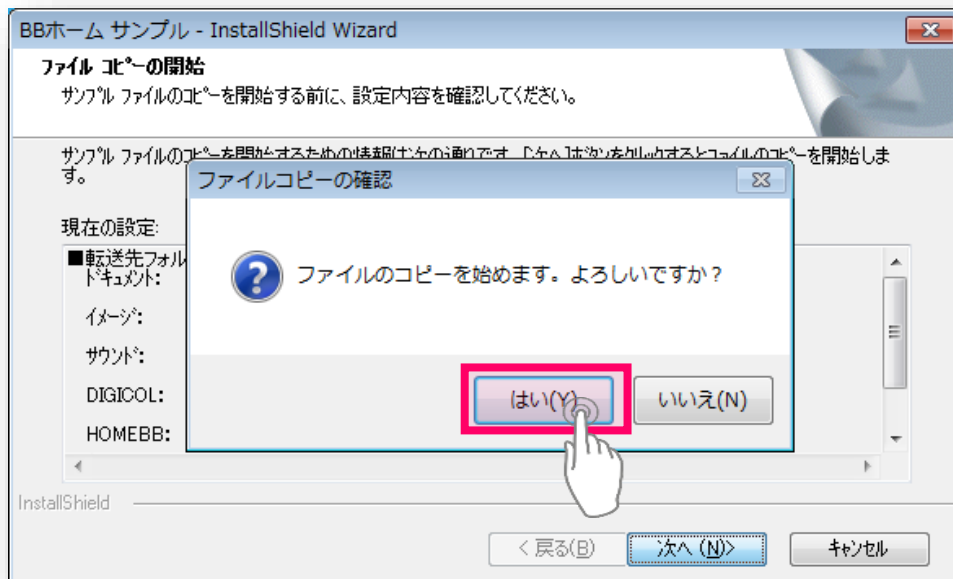 BBホーム サンプル - InstallShield Wizard
ファイル コピーの開始
サンプル ファイルのコピーを開始する前に、設定内容を確認してください。
サンプル ファイルのコピーを開始するための情報は次の通りです。[次へ]ボタンをクリックするとファイルのコピーを開始しま
す。
ファイルコピーの確認
現在の設定:
■転送先フォル
ドキュメント:
ファイルのコピーを始めます。よろしいですか?
イメージ:
サウンド:
DIGICOL:
はい(Y)
いいえ(N)
HOMEBB:
InstallShield
< 戻る(B)
次へ (N)>
キャンセル